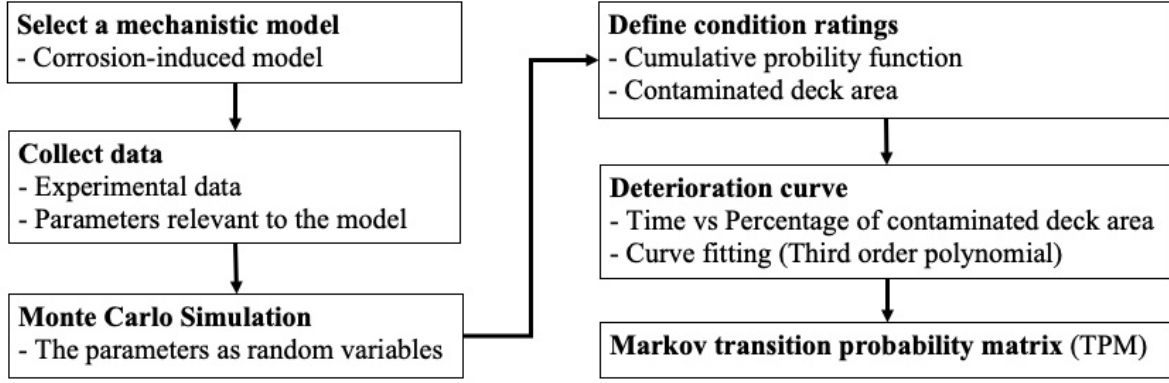 Select a mechanistic model
- Corrosion-induced model
Collect data
- Experimental data
- Parameters relevant to the model
Monte Carlo Simulation
- The parameters as random variables
Define condition ratings
- Cumulative probility function
- Contaminated deck area
Deterioration curve
- Time vs Percentage of contaminated deck area
- Curve fitting (Third order polynomial)
Markov transition probability matrix (TPM)